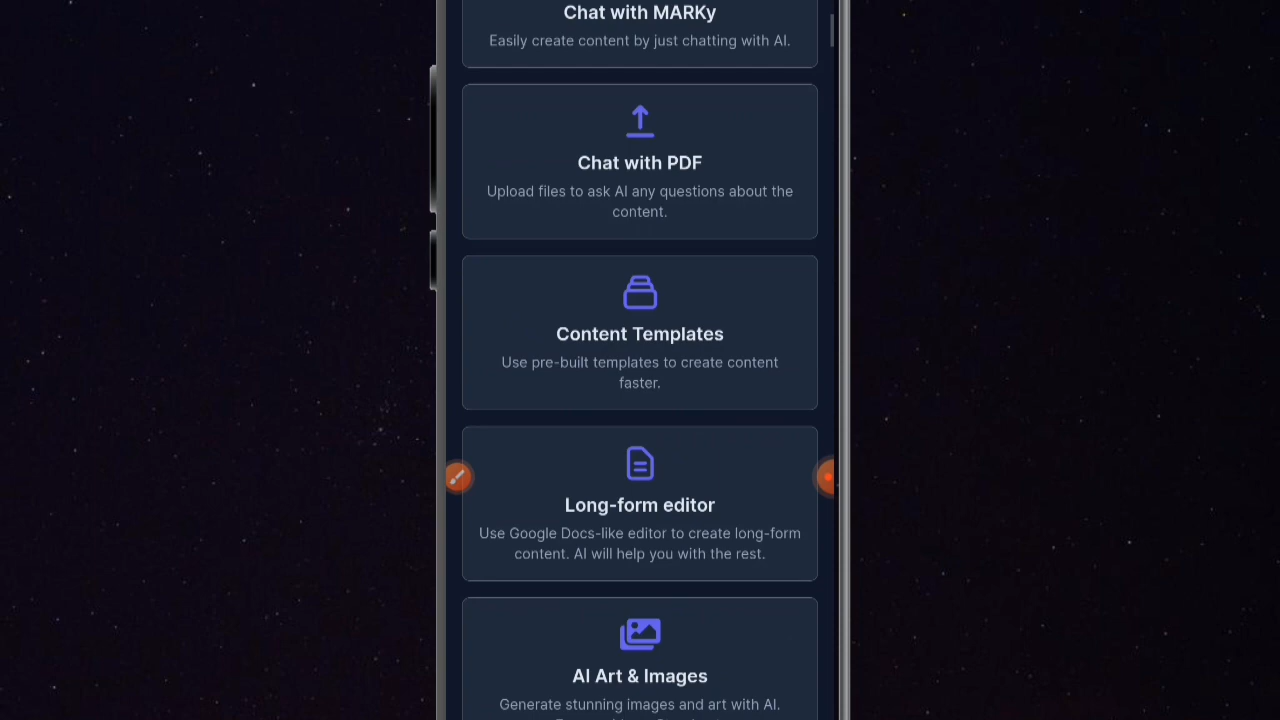 Chat with MARKy
Easily create content by just chatting with AI.
Chat with PDF
Upload files to ask AI any questions about the
content.
Content Templates
Use pre-built templates to create content
faster.
Long-form editor
Use Google Docs-like editor to create long-form
content. AI will help you with the rest.
AI Art & Images
Generate stunning images and art with AI.